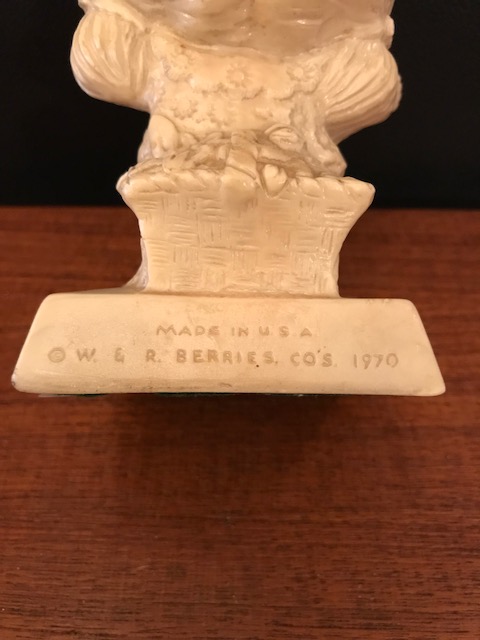 MADE IN U S A
© W. & R. BERRIES, CO'S. 1970